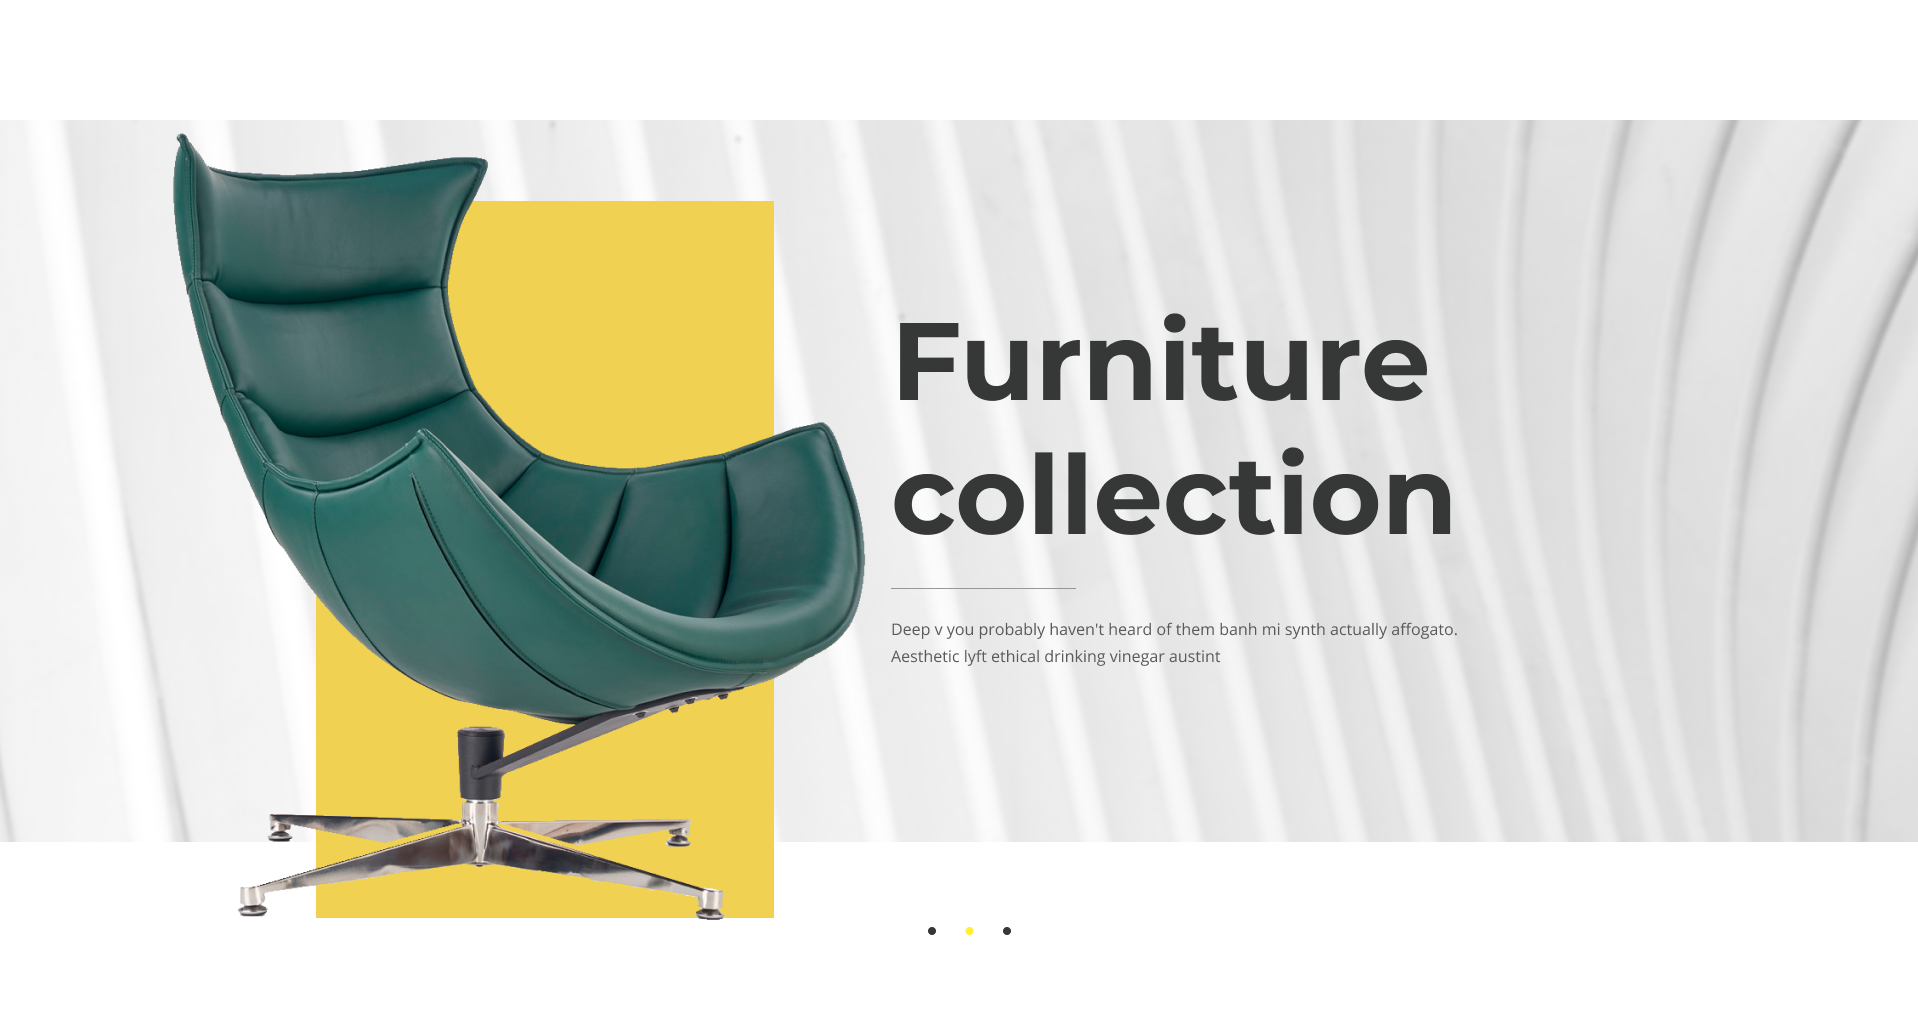 Furniture
collection
Deep v you probably haven't heard of them banh mi synth actually affogato.
Aesthetic lyft ethical drinking vinegar austint